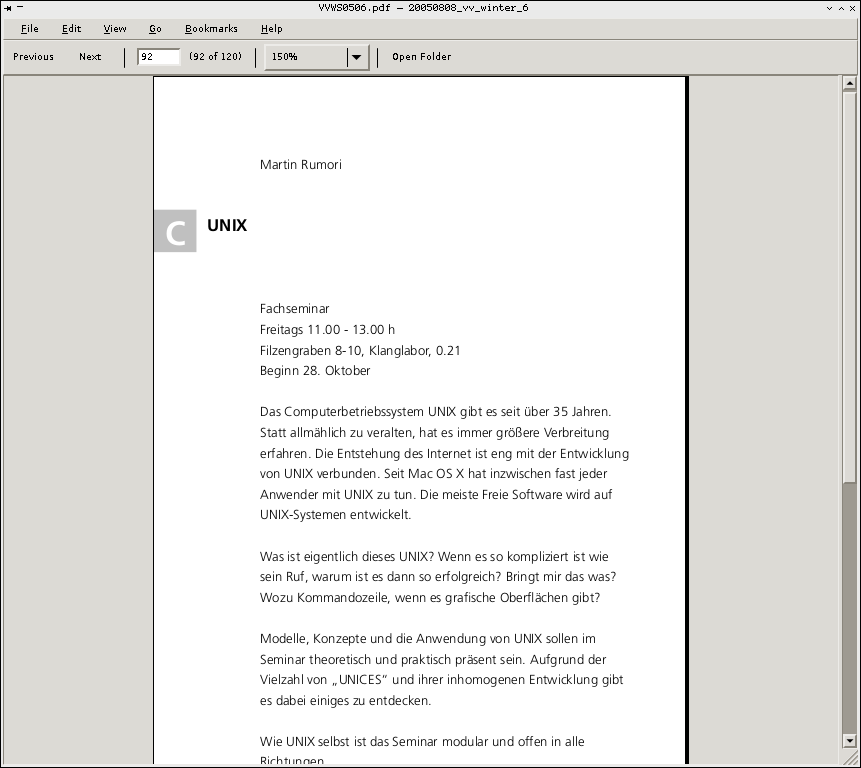 VVWS0506.pdf – 20050808_vv_winter_6
File Edit View Go Bookmarks Help
Previous Next 92 (92 of 120) 150% Open Folder
Martin Rumori
C UNIX
Fachseminar
Freitags 11.00 - 13.00 h
Filzengraben 8-10, Klanglabor, 0.21
Beginn 28. Oktober
Das Computerbetriebssystem UNIX gibt es seit über 35 Jahren.
Statt allmählich zu veralten, hat es immer größere Verbreitung
erfahren. Die Entstehung des Internet ist eng mit der Entwicklung
von UNIX verbunden. Seit Mac OS X hat inzwischen fast jeder
Anwender mit UNIX zu tun. Die meiste Freie Software wird auf
UNIX-Systemen entwickelt.
Was ist eigentlich dieses UNIX? Wenn es so kompliziert ist wie
sein Ruf, warum ist es dann so erfolgreich? Bringt mir das was?
Wozu Kommandozeile, wenn es grafische Oberflächen gibt?
Modelle, Konzepte und die Anwendung von UNIX sollen im
Seminar theoretisch und praktisch präsent sein. Aufgrund der
Vielzahl von „UNICES“ und ihrer inhomogenen Entwicklung gibt
es dabei einiges zu entdecken.
Wie UNIX selbst ist das Seminar modular und offen in alle
Richtungen